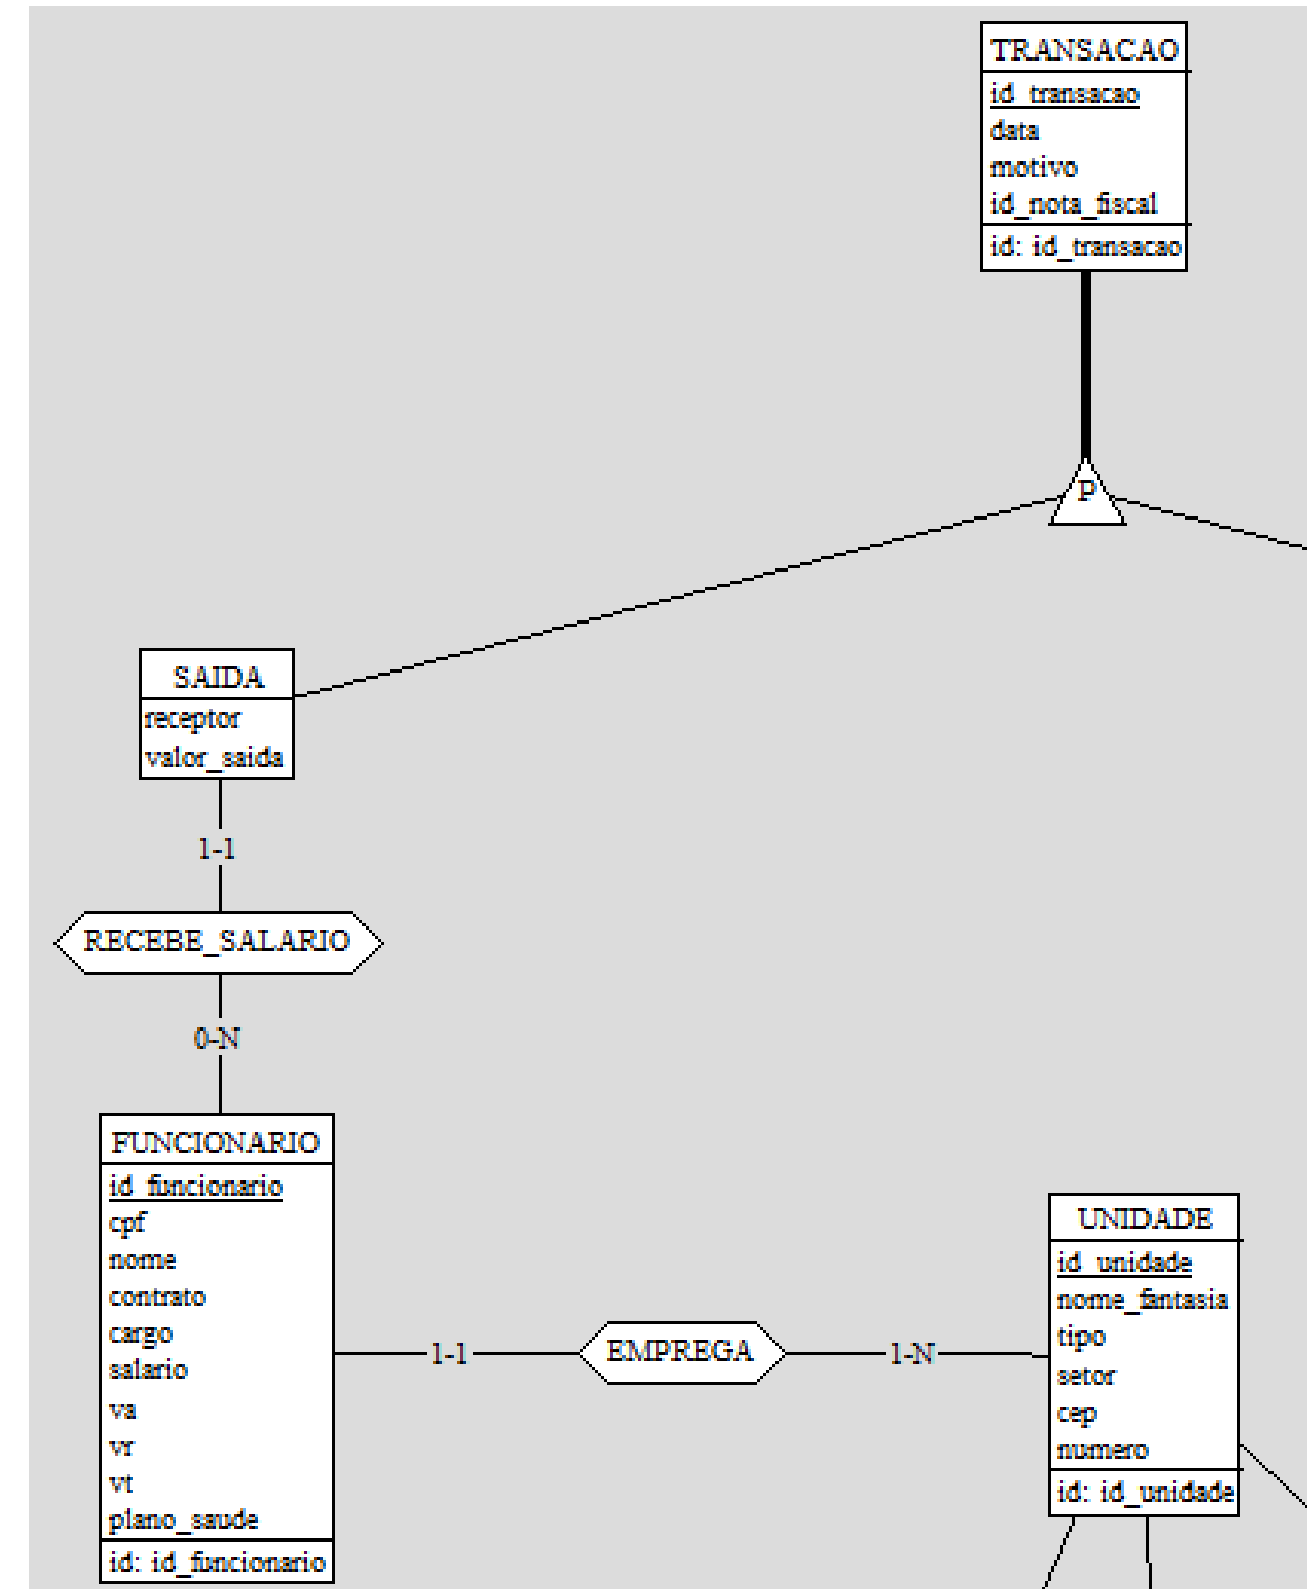 TRANSACAO
id_transacao
data
motivo
id_nota_fiscal
id: id_transacao
P
SAIDA
receptor
valor_saida
1-1
RECEBE_SALARIO
0-N
FUNCIONARIO
id_funcionario
cpf
nome
contrato
cargo
salario
va
vr
vt
plano_saude
id: id_funcionario
1-1
EMPREGA
1-N
UNIDADE
id_unidade
nome_fantasia
tipo
setor
cep
numero
id: id_unidade